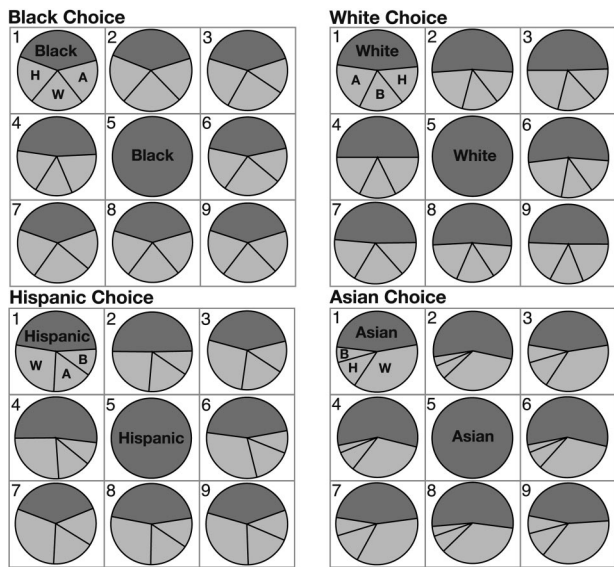 Black Choice
1 2 3
Black
H A
W
4 5 6
Black
7 8 9
White Choice
1 2 3
White
A H
B
4 5 6
White
7 8 9
Hispanic Choice
1 2 3
Hispanic
W B
A
4 5 6
Hispanic
7 8 9
Asian Choice
1 2 3
Asian
B
H W
4 5 6
Asian
7 8 9